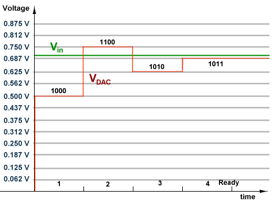 Voltage
0.875 V
0.812 V
0.750 V
0.687 V
0.625 V
0.562 V
0.500 V
0.437 V
0.375 V
0.312 V
0.250 V
0.187 V
0.125 V
0.062 V
Vin
VDAC
1000
1100
1010
1011
1 2 3 4 Ready
time